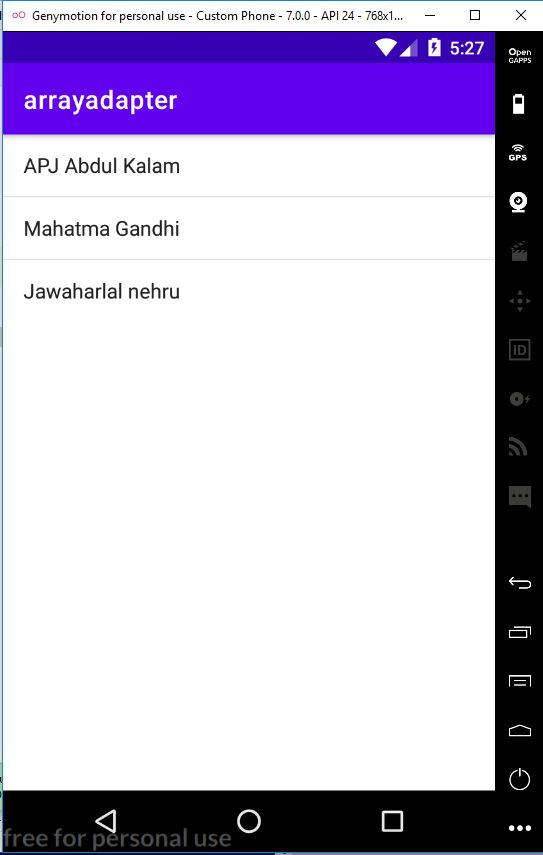 Genymotion for personal use - Custom Phone - 7.0.0 - API 24 - 768x1...
5:27
Open
GAPPS
arrayadapter
GPS
APJ Abdul Kalam
Mahatma Gandhi
Jawaharlal nehru
ID
free for personal use